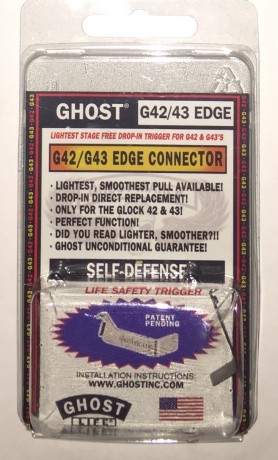 GHOST® G42/43 EDGE
LIGHTEST STAGE FREE DROP-IN TRIGGER FOR G42 & G43'S
G42/G43 EDGE CONNECTOR
· LIGHTEST, SMOOTHEST PULL AVAILABLE!
· DROP-IN DIRECT REPLACEMENT!
· ONLY FOR THE GLOCK 42 & 43!
· PERFECT FUNCTION!
· DID YOU READ LIGHTER, SMOOTHER?!!
· GHOST UNCONDITIONAL GUARANTEE!
SELF-DEFENSE
LIFE SAFETY TRIGGER
PATENT
PENDING
INSTALLATION INSTRUCTIONS:
WWW.GHOSTINC.COM
GHOST